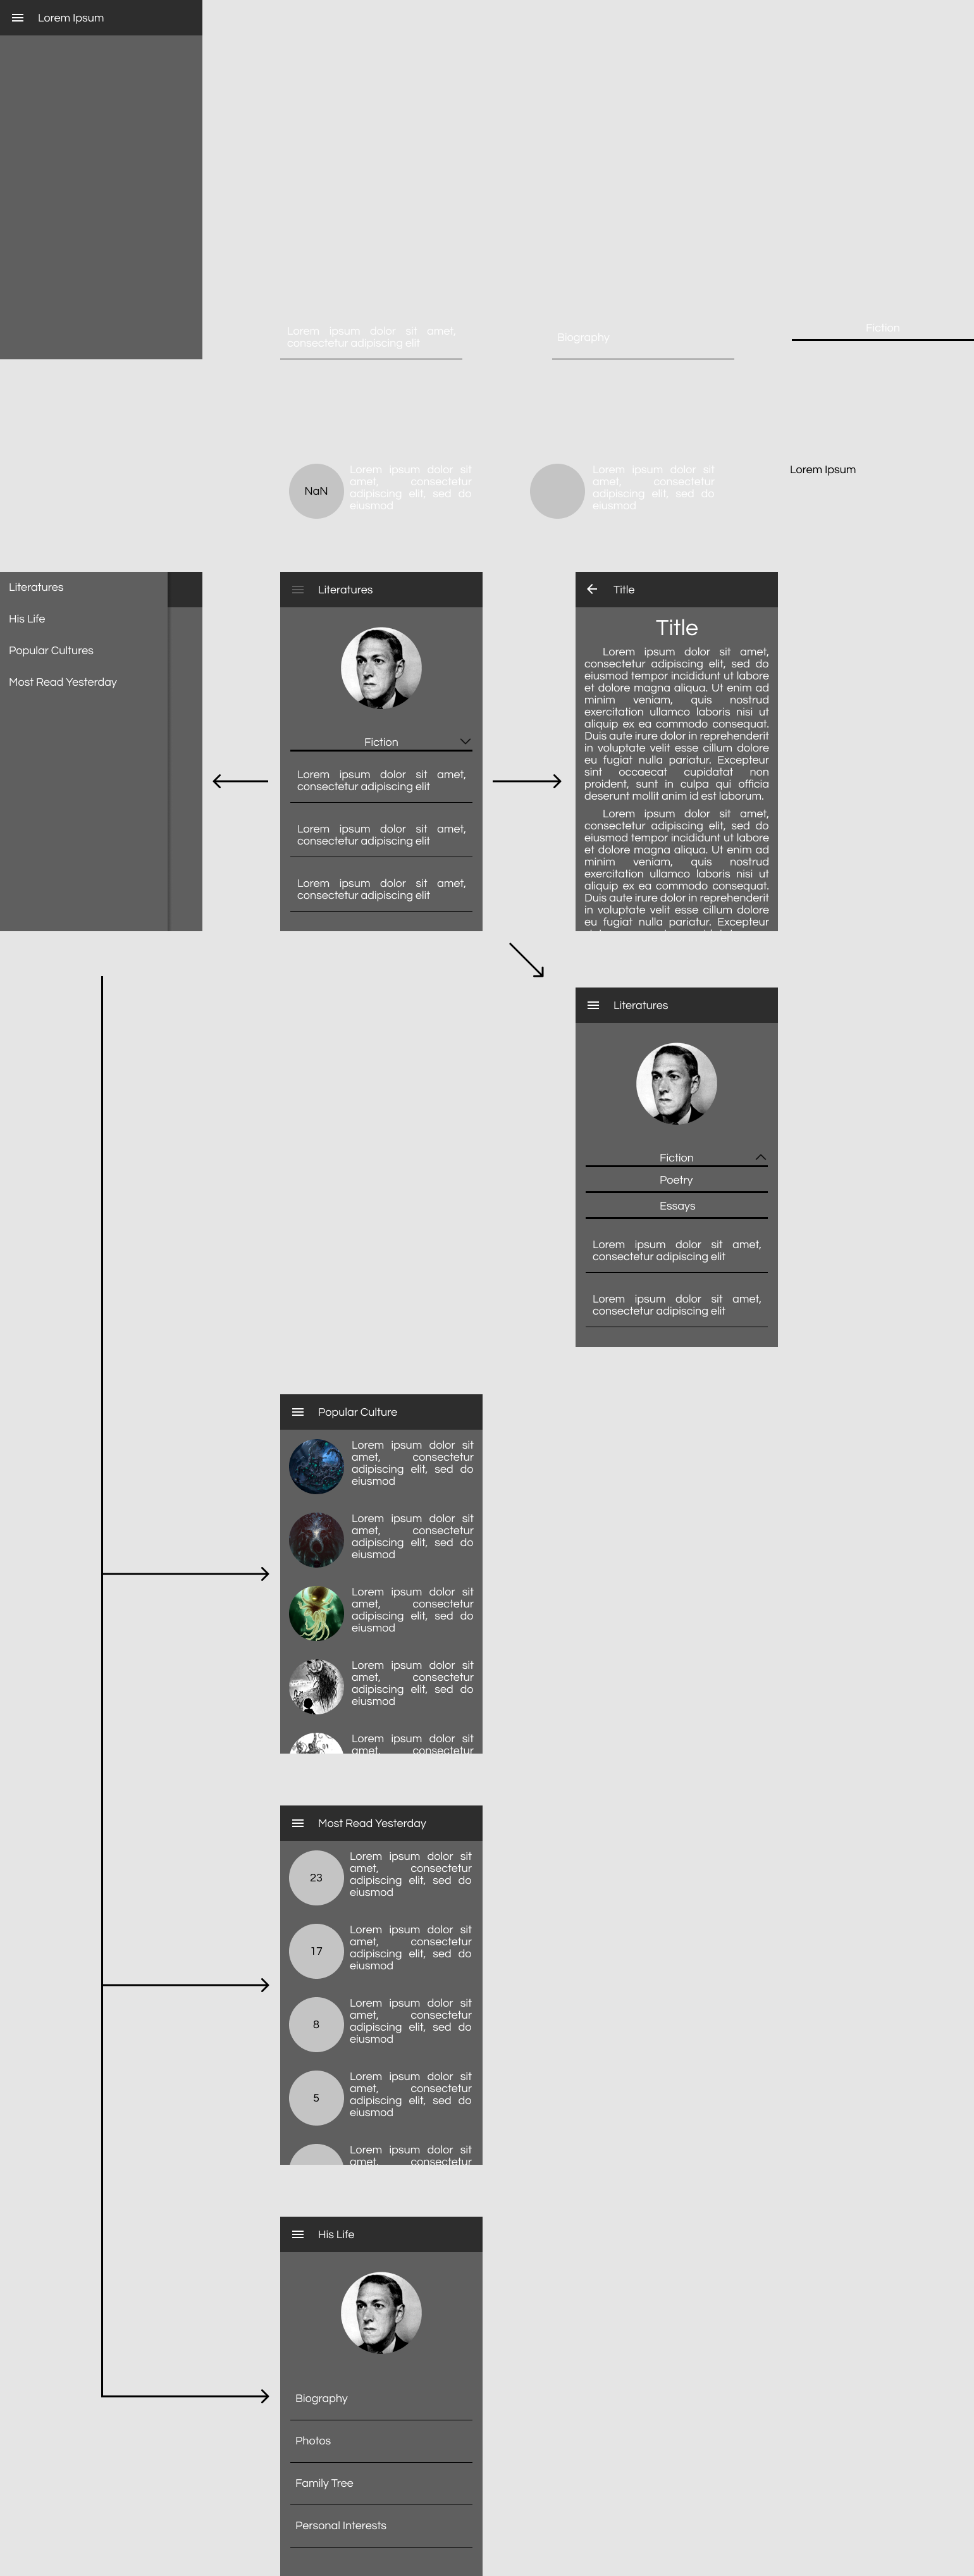 Lorem Ipsum
Lorem ipsum dolor sit amet,
consectetur adipiscing elit
Biography
Fiction
NaN
Lorem ipsum dolor sit
amet, consectetur
adipiscing elit, sed do
eiusmod
Lorem ipsum dolor sit
amet, consectetur
adipiscing elit, sed do
eiusmod
Lorem Ipsum
Literatures
His Life
Popular Cultures
Most Read Yesterday
Literatures
Fiction
Lorem ipsum dolor sit amet,
consectetur adipiscing elit
Lorem ipsum dolor sit amet,
consectetur adipiscing elit
Lorem ipsum dolor sit amet,
consectetur adipiscing elit
Title
Title
Lorem ipsum dolor sit amet,
consectetur adipiscing elit, sed do
eiusmod tempor incididunt ut labore
et dolore magna aliqua. Ut enim ad
minim veniam, quis nostrud
exercitation ullamco laboris nisi ut
aliquip ex ea commodo consequat.
Duis aute irure dolor in reprehenderit
in voluptate velit esse cillum dolore
eu fugiat nulla pariatur. Excepteur
sint occaecat cupidatat non
proident, sunt in culpa qui officia
deserunt mollit anim id est laborum.
Lorem ipsum dolor sit amet,
consectetur adipiscing elit, sed do
eiusmod tempor incididunt ut labore
et dolore magna aliqua. Ut enim ad
minim veniam, quis nostrud
exercitation ullamco laboris nisi ut
aliquip ex ea commodo consequat.
Duis aute irure dolor in reprehenderit
in voluptate velit esse cillum dolore
eu fugiat nulla pariatur. Excepteur
Literatures
Fiction
Poetry
Essays
Lorem ipsum dolor sit amet,
consectetur adipiscing elit
Lorem ipsum dolor sit amet,
consectetur adipiscing elit
Popular Culture
Lorem ipsum dolor sit
amet, consectetur
adipiscing elit, sed do
eiusmod
Lorem ipsum dolor sit
amet, consectetur
adipiscing elit, sed do
eiusmod
Lorem ipsum dolor sit
amet, consectetur
adipiscing elit, sed do
eiusmod
Lorem ipsum dolor sit
amet, consectetur
adipiscing elit, sed do
eiusmod
Lorem ipsum dolor sit
amet, consectetur
Most Read Yesterday
23
Lorem ipsum dolor sit
amet, consectetur
adipiscing elit, sed do
eiusmod
17
Lorem ipsum dolor sit
amet, consectetur
adipiscing elit, sed do
eiusmod
8
Lorem ipsum dolor sit
amet, consectetur
adipiscing elit, sed do
eiusmod
5
Lorem ipsum dolor sit
amet, consectetur
adipiscing elit, sed do
eiusmod
Lorem ipsum dolor sit
amet, consectetur
His Life
Biography
Photos
Family Tree
Personal Interests